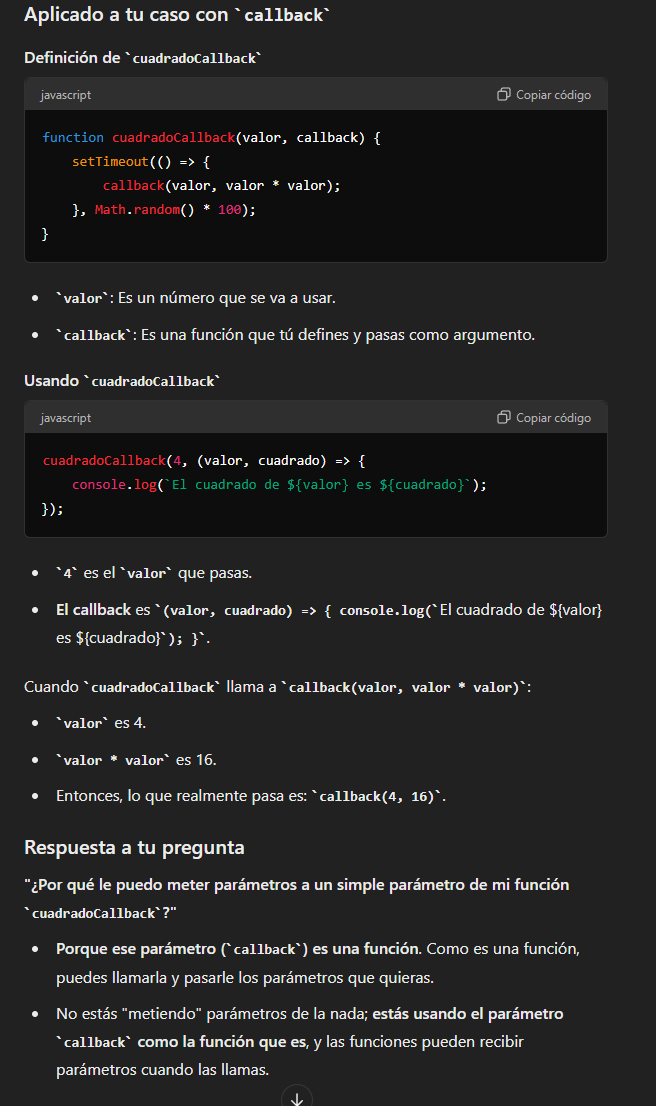 Aplicado a tu caso con `callback`
Definición de `cuadradoCallback`
javascript
Copiar código
function cuadradoCallback(valor, callback) {
    setTimeout(() => {
        callback(valor, valor * valor);
    }, Math.random() * 100);
}
• `valor`: Es un número que se va a usar.
• `callback`: Es una función que tú defines y pasas como argumento.
Usando `cuadradoCallback`
javascript
Copiar código
cuadradoCallback(4, (valor, cuadrado) => {
    console.log(`El cuadrado de ${valor} es ${cuadrado}`);
});
• `4` es el `valor` que pasas.
• El callback es `(valor, cuadrado) => { console.log(`El cuadrado de ${valor}
es ${cuadrado}`); }`.
Cuando `cuadradoCallback` llama a `callback(valor, valor * valor)`:
• `valor` es 4.
• `valor * valor` es 16.
• Entonces, lo que realmente pasa es: `callback(4, 16)`.
Respuesta a tu pregunta
"¿Por qué le puedo meter parámetros a un simple parámetro de mi función
`cuadradoCallback`?"
• Porque ese parámetro (`callback`) es una función. Como es una función,
puedes llamarla y pasarle los parámetros que quieras.
• No estás "metiendo" parámetros de la nada; estás usando el parámetro
`callback` como la función que es, y las funciones pueden recibir
parámetros cuando las llamas.